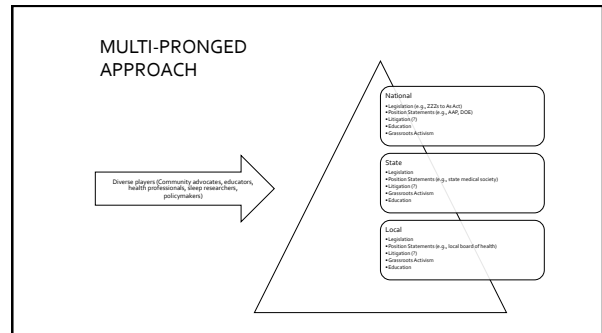 MULTI-PRONGED
APPROACH
Diverse players (Community advocates, educators,
health professionals, sleep researchers,
policymakers)
National
•Legislation (e.g., ZZZs to As Act)
•Position Statements (e.g., AAP, DOE)
•Litigation (?)
•Education
•Grassroots Activism
State
•Legislation
•Position Statements (e.g., state medical society)
•Litigation (?)
•Grassroots Activism
•Education
Local
•Legislation
•Position Statements (e.g., local board of health)
•Litigation (?)
•Grassroots Activism
•Education